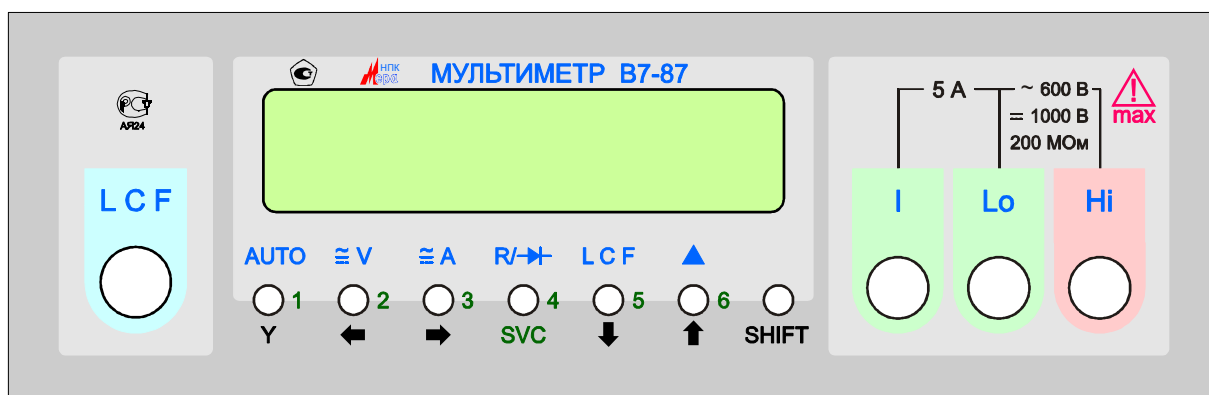 АЯ24
L C F
НПК
Мера
МУЛЬТИМЕТР В7-87
AUTO ≅ V ≅ A R/ L C F ▲
1 2 3 4 5 6
Y ← → SVC ↓ ↑ SHIFT
5 А ~ 600 В
= 1000 В
200 МОм
max
I Lo Hi